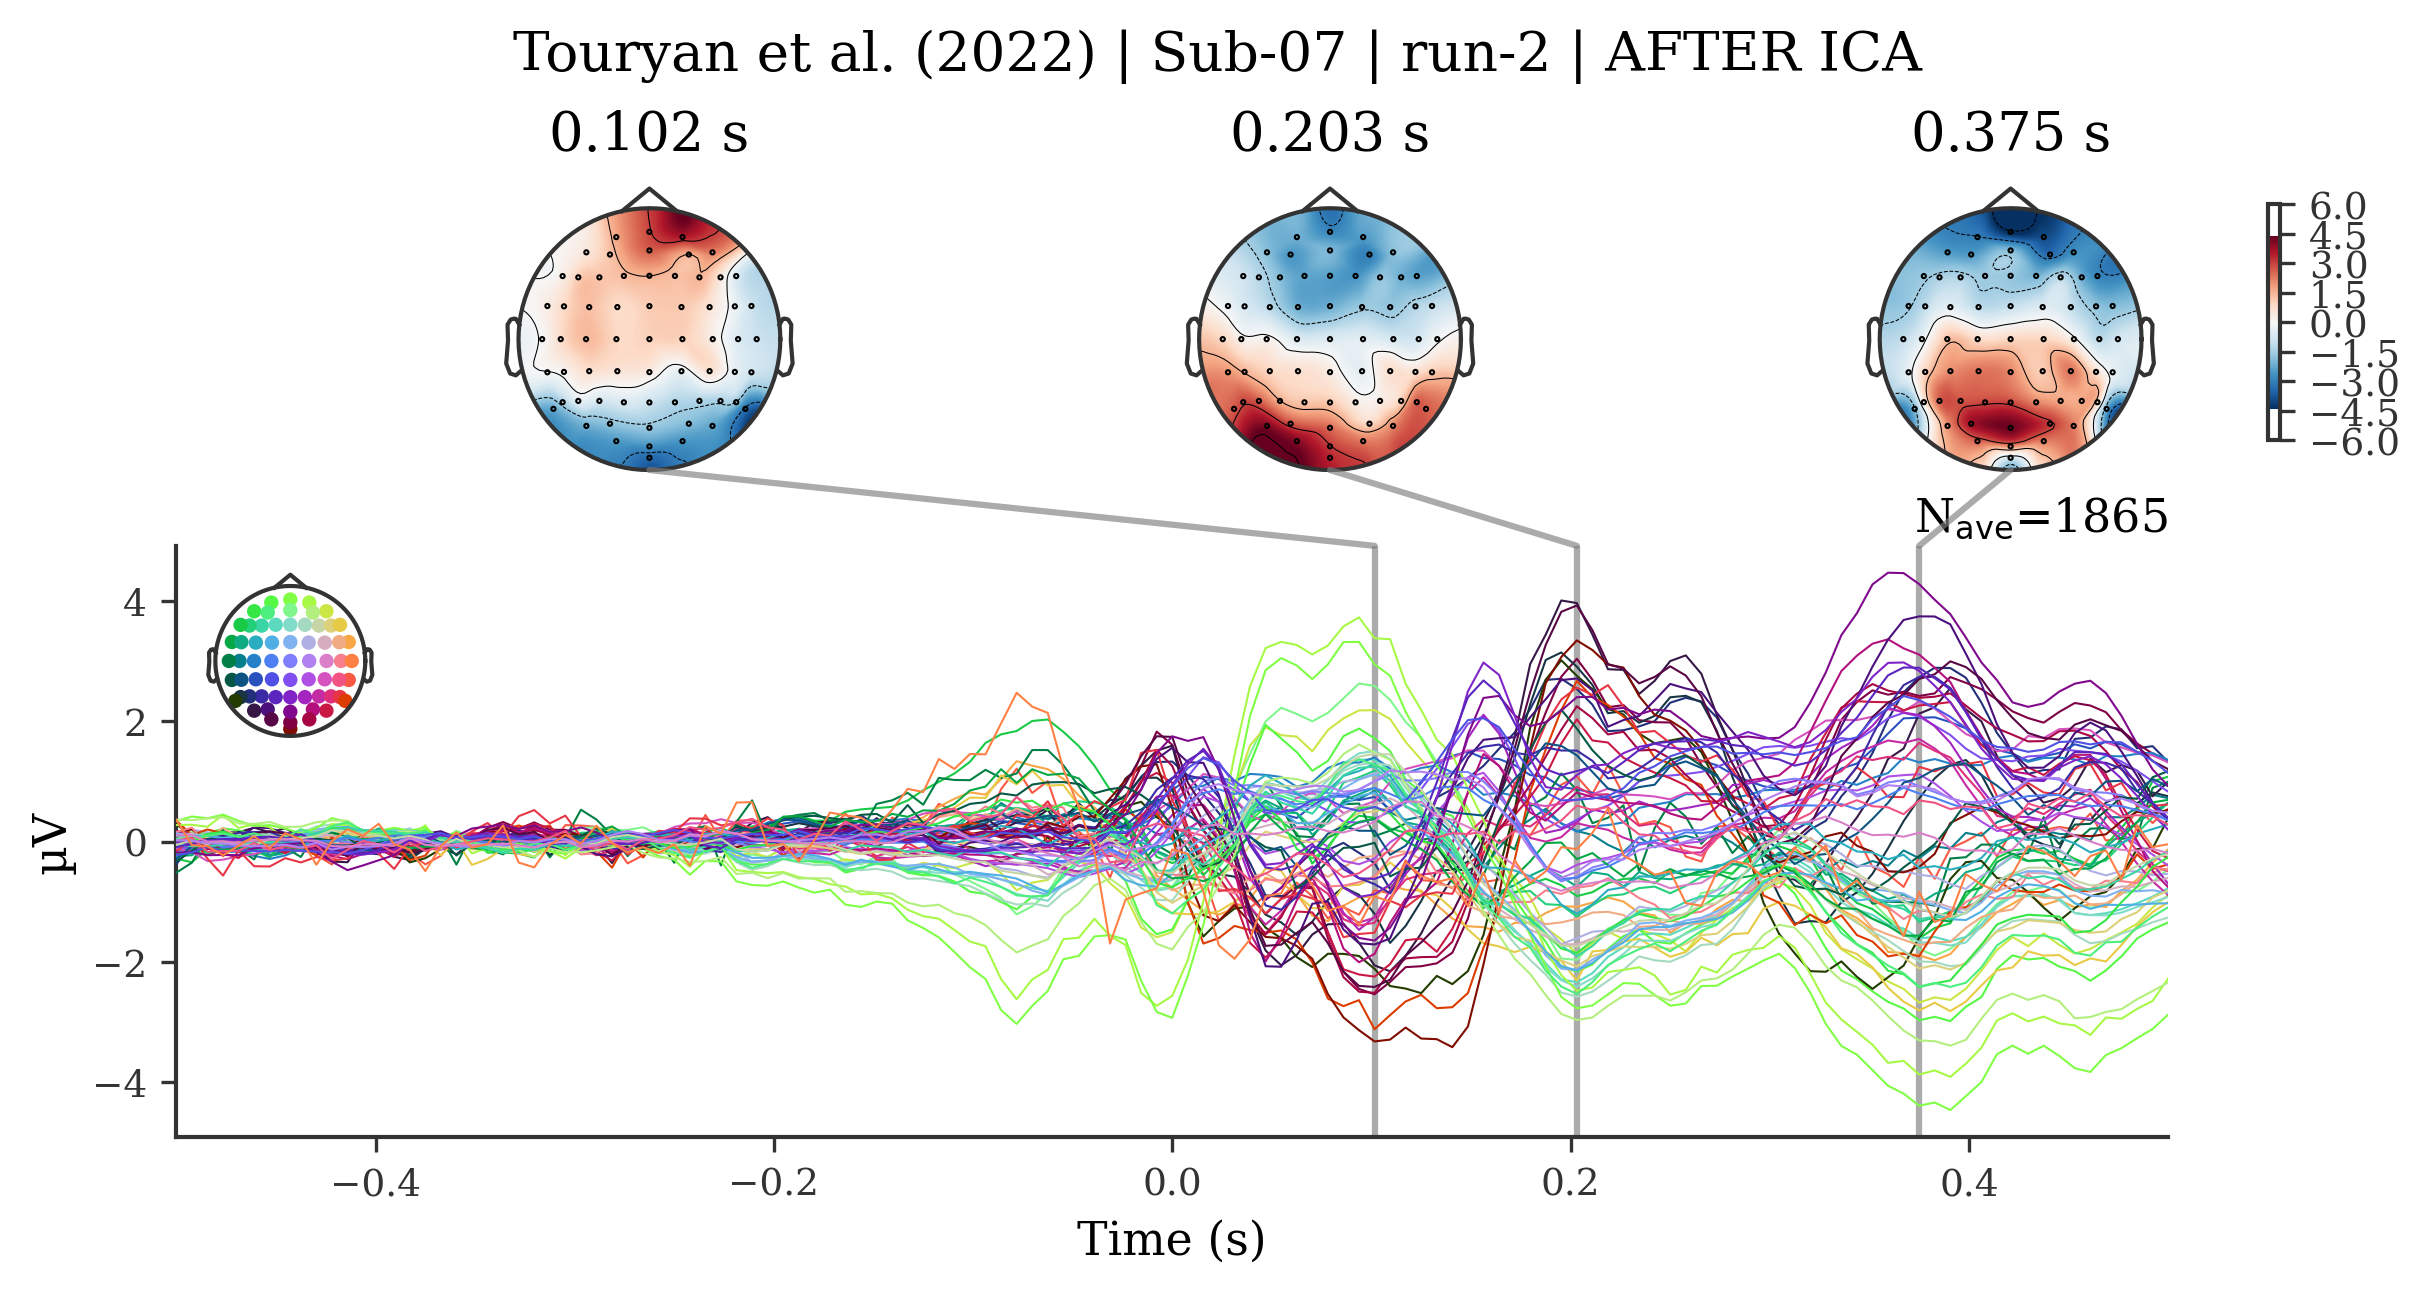 Touryan et al. (2022) | Sub-07 | run-2 | AFTER ICA
0.102 s
0.203 s
0.375 s
6.0
4.5
3.0
1.5
0.0
−1.5
−3.0
−4.5
−6.0
Nave=1865
4
2
0
−2
−4
µV
−0.4
−0.2
0.0
0.2
0.4
Time (s)